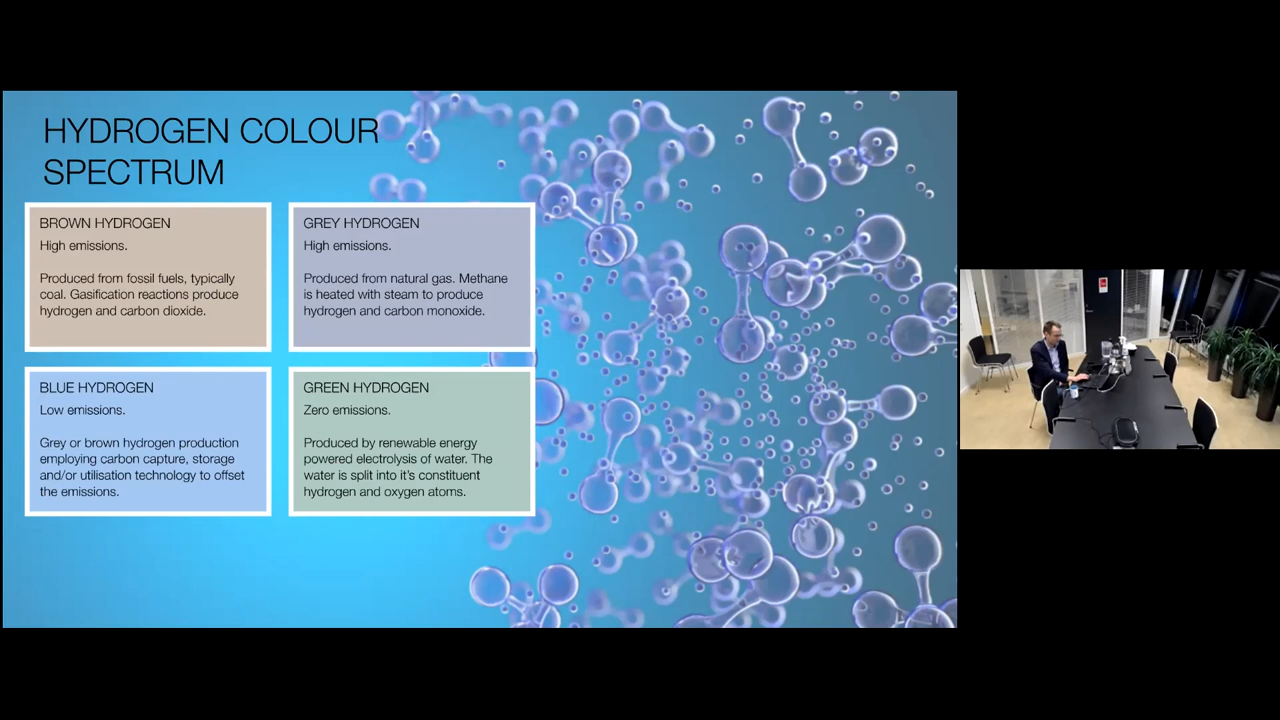 HYDROGEN COLOUR
SPECTRUM
BROWN HYDROGEN
High emissions.
Produced from fossil fuels, typically
coal. Gasification reactions produce
hydrogen and carbon dioxide.
GREY HYDROGEN
High emissions.
Produced from natural gas. Methane
is heated with steam to produce
hydrogen and carbon monoxide.
BLUE HYDROGEN
Low emissions.
Grey or brown hydrogen production
employing carbon capture, storage
and/or utilisation technology to offset
the emissions.
GREEN HYDROGEN
Zero emissions.
Produced by renewable energy
powered electrolysis of water. The
water is split into it's constituent
hydrogen and oxygen atoms.